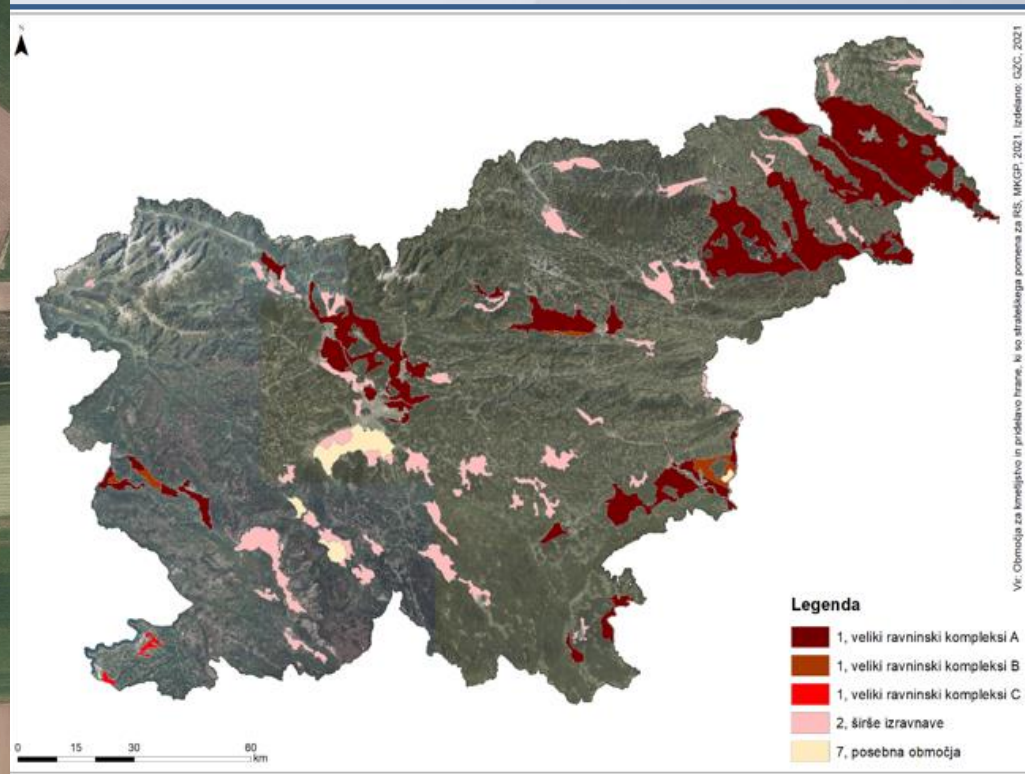 N
Legenda
1, veliki ravninski kompleksi A
1, veliki ravninski kompleksi B
1, veliki ravninski kompleksi C
2, širše izravnave
7, posebna območja
0 15 30 60
km
Vir: Območja za kmetijstvo in pridelavo hrane, ki so strateškega pomena za RS, MKGP, 2021. Izdelano: GZC, 2021